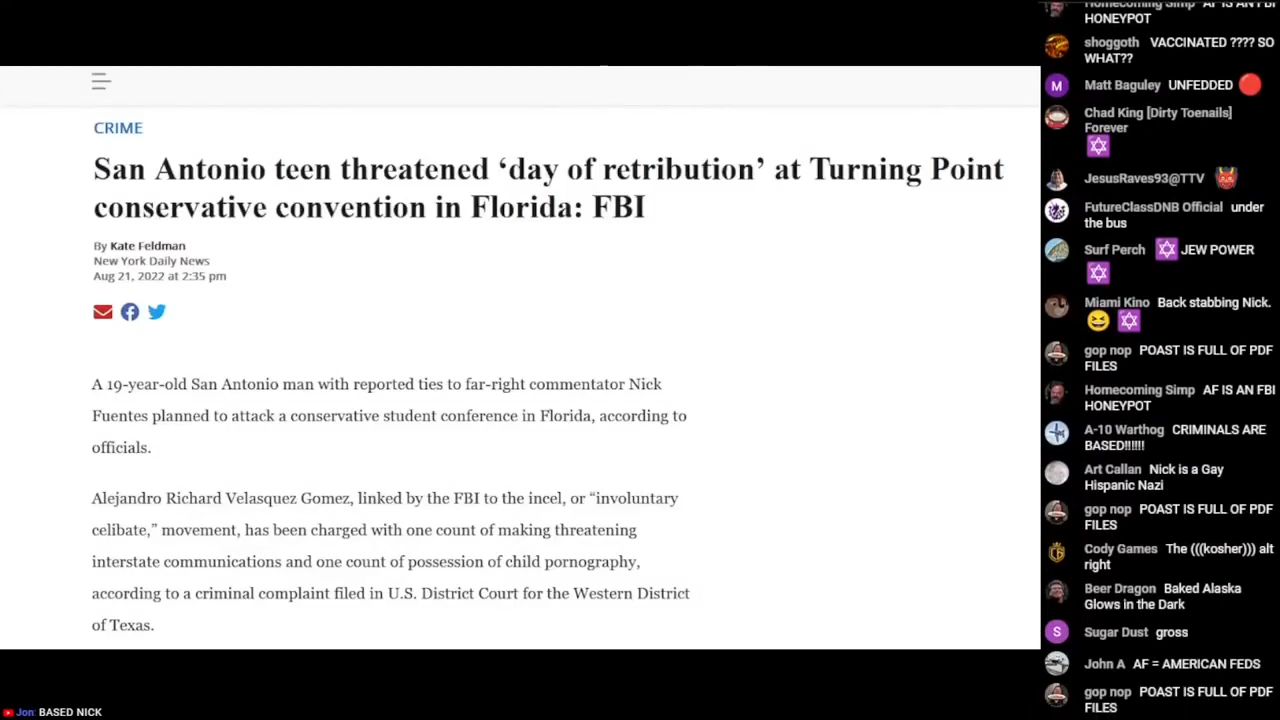 CRIME
San Antonio teen threatened ‘day of retribution’ at Turning Point
conservative convention in Florida: FBI
By Kate Feldman
New York Daily News
Aug 21, 2022 at 2:35 pm
A 19-year-old San Antonio man with reported ties to far-right commentator Nick
Fuentes planned to attack a conservative student conference in Florida, according to
officials.
Alejandro Richard Velasquez Gomez, linked by the FBI to the incel, or “involuntary
celibate,” movement, has been charged with one count of making threatening
interstate communications and one count of possession of child pornography,
according to a criminal complaint filed in U.S. District Court for the Western District
of Texas.
Homecoming Simp AF IS AN FBI
HONEYPOT
shoggoth VACCINATED ???? SO
WHAT??
M
Matt Baguley UNFEDDED
Chad King [Dirty Toenails]
Forever
JesusRaves93@TTV
FutureClassDNB Official under
the bus
Surf Perch JEW POWER
Miami Kino Back stabbing Nick.
gop nop POAST IS FULL OF PDF
FILES
Homecoming Simp AF IS AN FBI
HONEYPOT
A-10 Warthog CRIMINALS ARE
BASED!!!!!!
Art Callan Nick is a Gay
Hispanic Nazi
gop nop POAST IS FULL OF PDF
FILES
Cody Games The (((kosher))) alt
right
Beer Dragon Baked Alaska
Glows in the Dark
S
Sugar Dust gross
John A AF = AMERICAN FEDS
gop nop POAST IS FULL OF PDF
FILES
Jon: BASED NICK